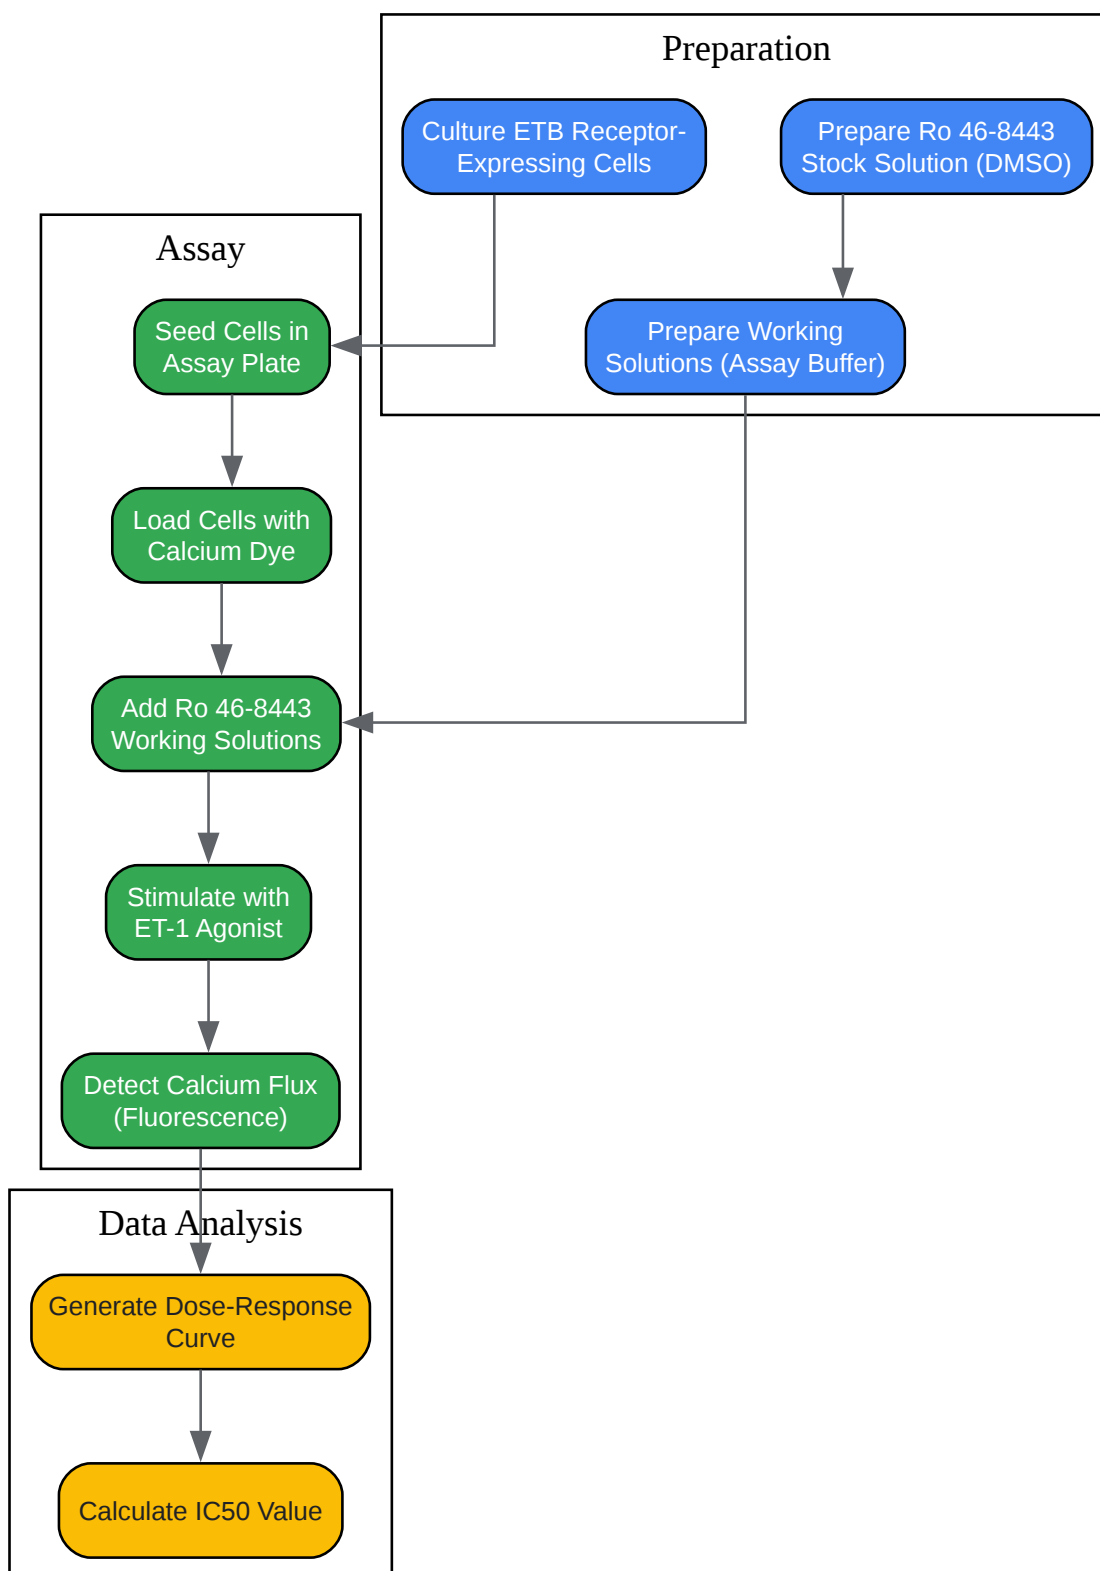 Preparation
Culture ETB Receptor-
Expressing Cells
Prepare Ro 46-8443
Stock Solution (DMSO)
Prepare Working
Solutions (Assay Buffer)
Assay
Seed Cells in
Assay Plate
Load Cells with
Calcium Dye
Add Ro 46-8443
Working Solutions
Stimulate with
ET-1 Agonist
Detect Calcium Flux
(Fluorescence)
Data Analysis
Generate Dose-Response
Curve
Calculate IC50 Value